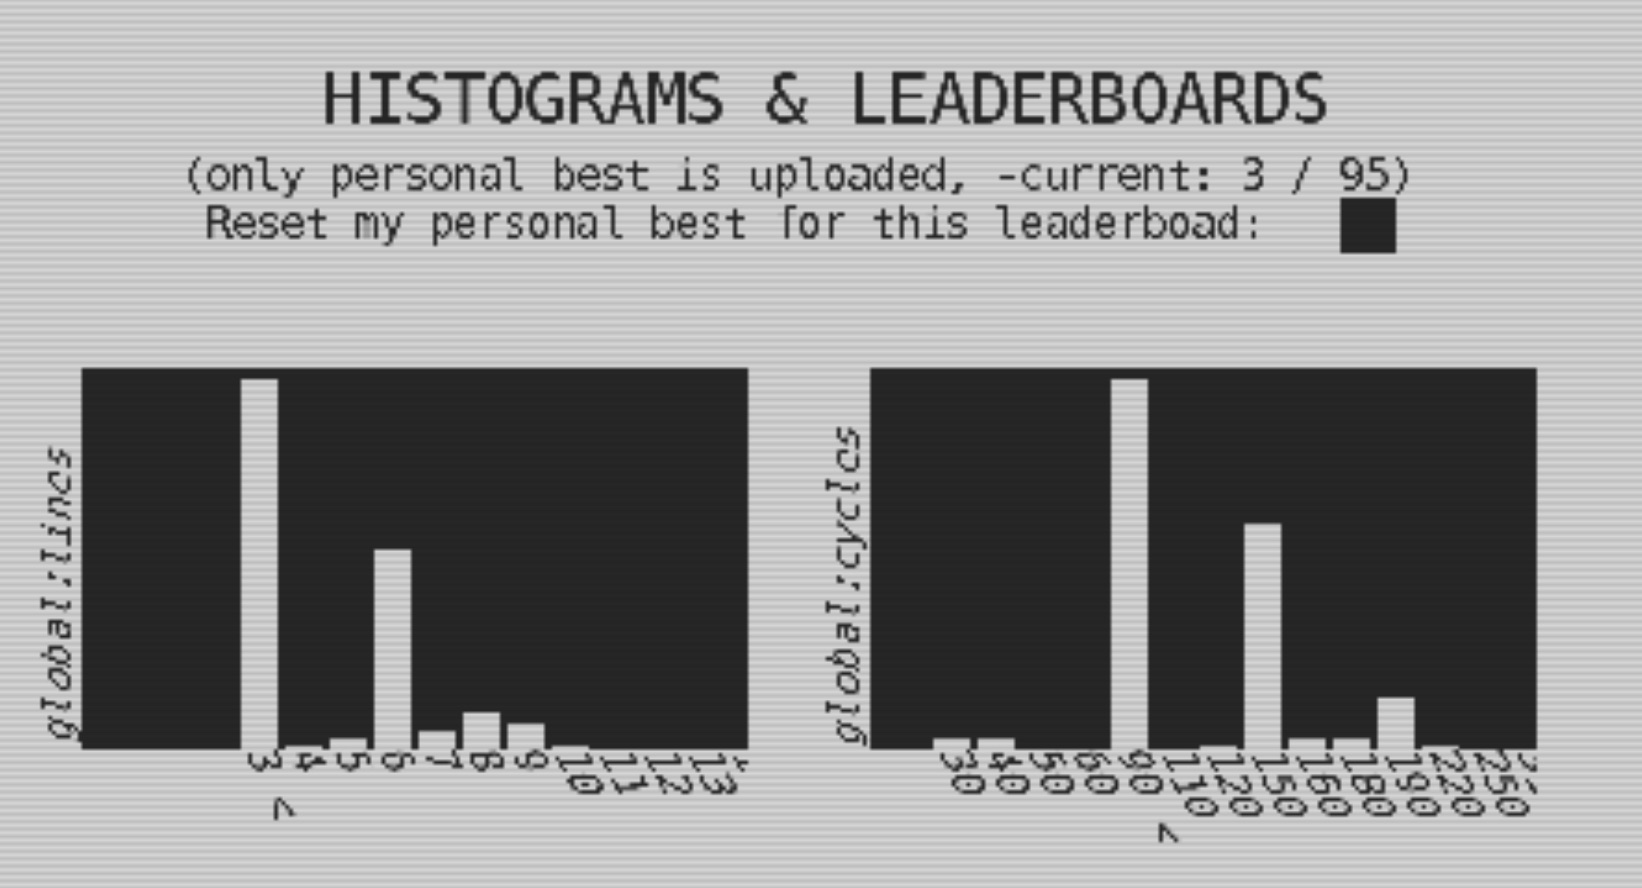 HISTOGRAMS & LEADERBOARDS
(only personal best is uploaded, -current: 3 / 95)
Reset my personal best for this leaderboad:
global:lines
3 4 5 6 7 8 9 10 11 12 13
^
global:cycles
30 40 50 60 90 110 120 150 160 180 190 220 250
^